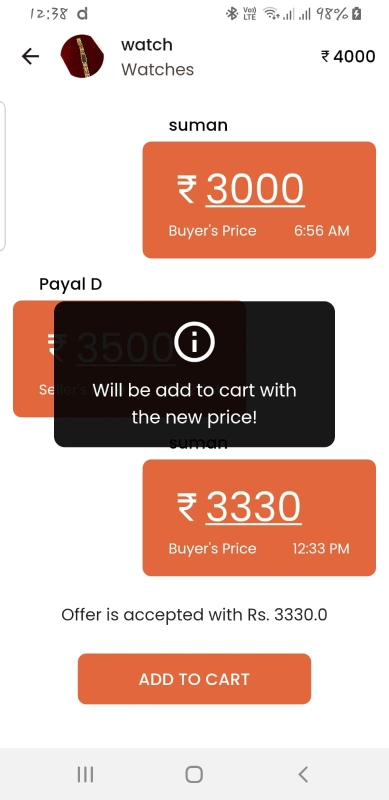 12:38 d Vo)) LTE 98%
watch
Watches
₹ 4000
suman
₹ 3000
Buyer's Price 6:56 AM
Payal D
₹ 3500
Seller's
Will be add to cart with
the new price!
suman
₹ 3330
Buyer's Price 12:33 PM
Offer is accepted with Rs. 3330.0
ADD TO CART